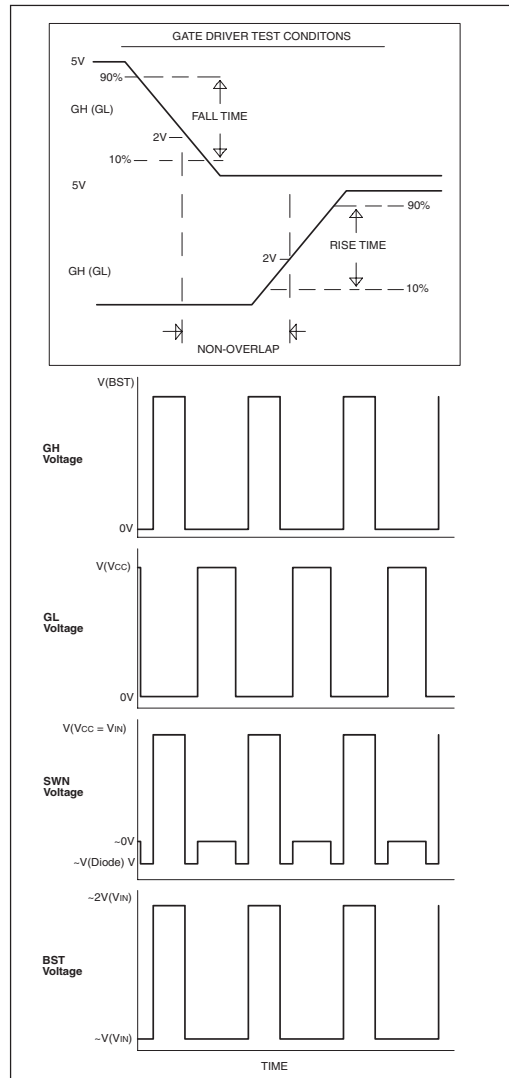 GATE DRIVER TEST CONDITONS
5V
90%
GH (GL)
FALL TIME
2V
10%
5V
90%
2V
RISE TIME
GH (GL)
10%
NON-OVERLAP
V(BST)
GH
Voltage
0V
V(VCC)
GL
Voltage
0V
V(VCC = VIN)
SWN
Voltage
~0V
~V(Diode) V
~2V(VIN)
BST
Voltage
~V(VIN)
TIME